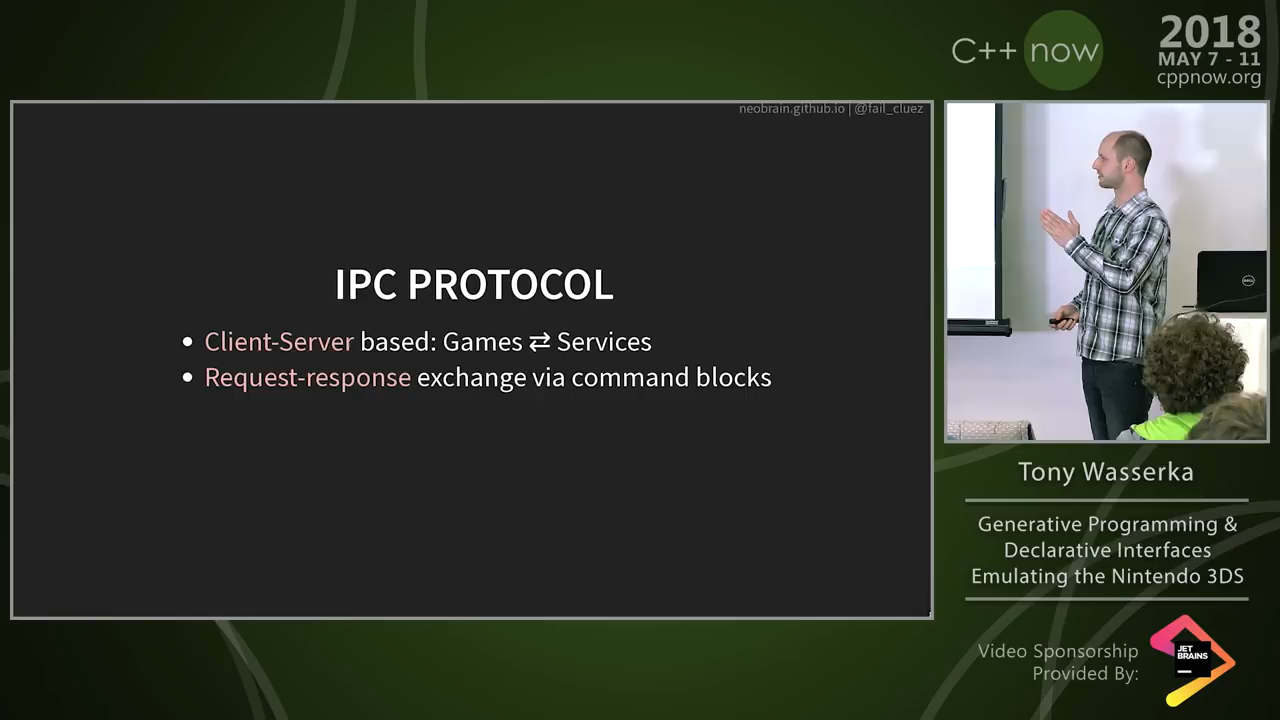 C++ now
2018
MAY 7 - 11
cppnow.org
neobrain.github.io | @fail_cluez
IPC PROTOCOL
• Client-Server based: Games ⇄ Services
• Request-response exchange via command blocks
DELL
Tony Wasserka
Generative Programming &
Declarative Interfaces
Emulating the Nintendo 3DS
Video Sponsorship
Provided By:
JET
BRAINS